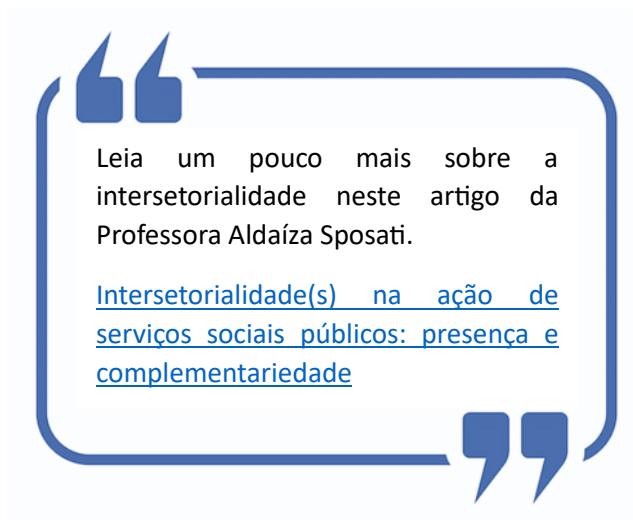 Leia um pouco mais sobre a
intersetorialidade neste artigo da
Professora Aldaíza Sposati.
Intersetorialidade(s) na ação de
serviços sociais públicos: presença e
complementariedade